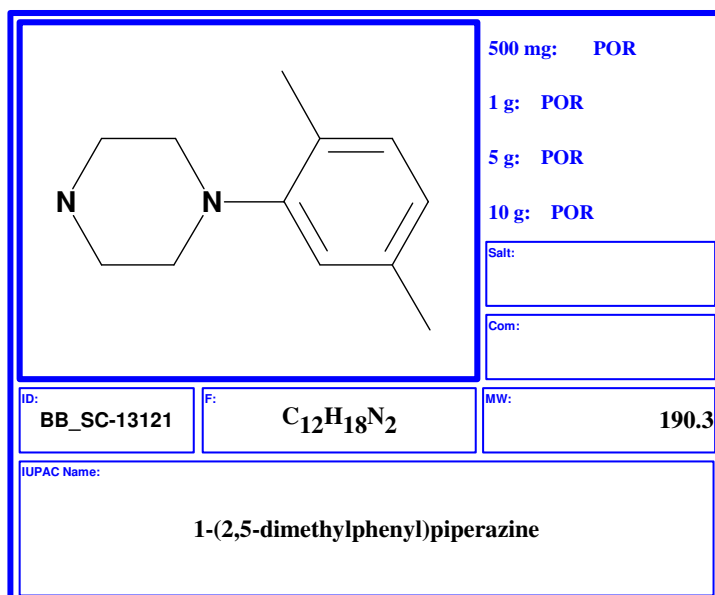 500 mg: POR
1 g: POR
5 g: POR
10 g: POR
N
N
Salt:
Com:
ID:
BB_SC-13121
F:
C12H18N2
MW:
190.3
IUPAC Name:
1-(2,5-dimethylphenyl)piperazine